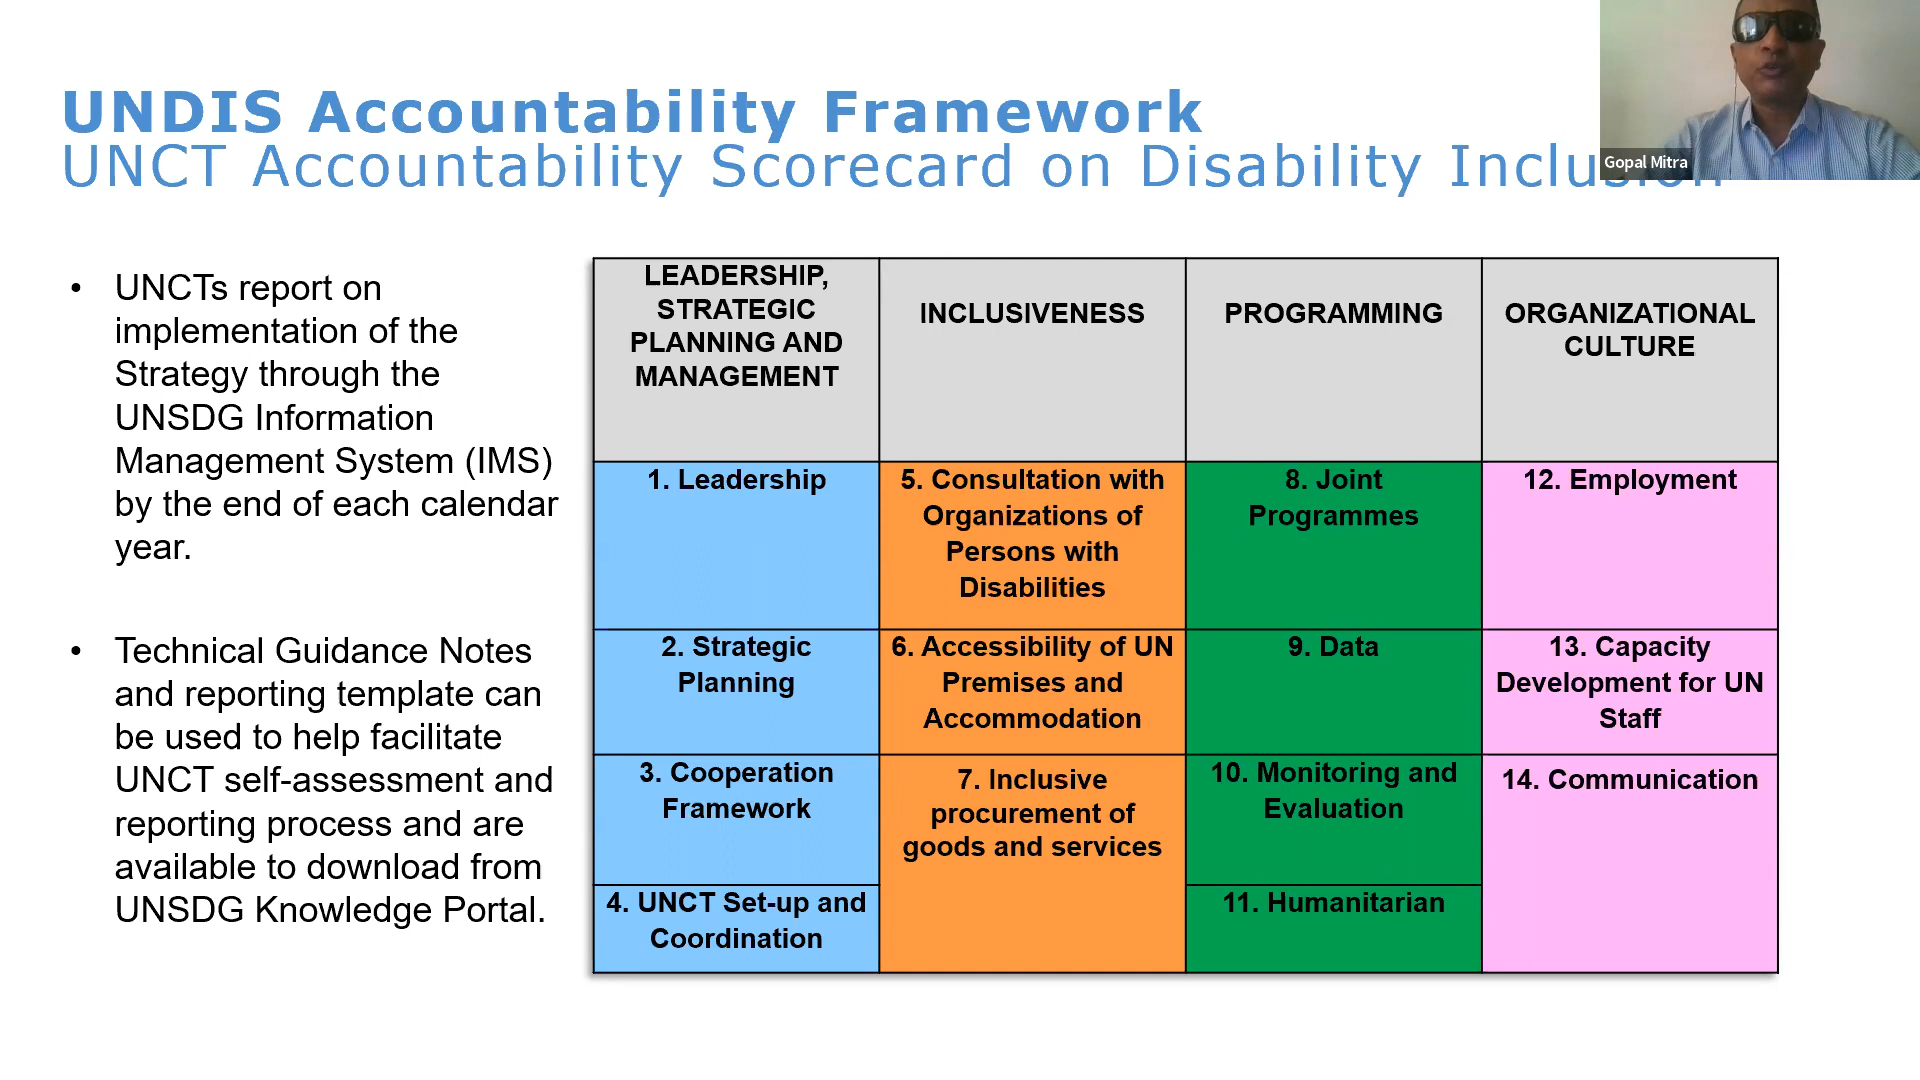 UNDIS Accountability Framework
UNCT Accountability Scorecard on Disability Inclusion
Gopal Mitra
• UNCTs report on
implementation of the
Strategy through the
UNSDG Information
Management System (IMS)
by the end of each calendar
year.
• Technical Guidance Notes
and reporting template can
be used to help facilitate
UNCT self-assessment and
reporting process and are
available to download from
UNSDG Knowledge Portal.
LEADERSHIP,
STRATEGIC
PLANNING AND
MANAGEMENT
INCLUSIVENESS
PROGRAMMING
ORGANIZATIONAL
CULTURE
1. Leadership
5. Consultation with
Organizations of
Persons with
Disabilities
8. Joint
Programmes
12. Employment
2. Strategic
Planning
6. Accessibility of UN
Premises and
Accommodation
9. Data
13. Capacity
Development for UN
Staff
3. Cooperation
Framework
7. Inclusive
procurement of
goods and services
10. Monitoring and
Evaluation
14. Communication
4. UNCT Set-up and
Coordination
11. Humanitarian